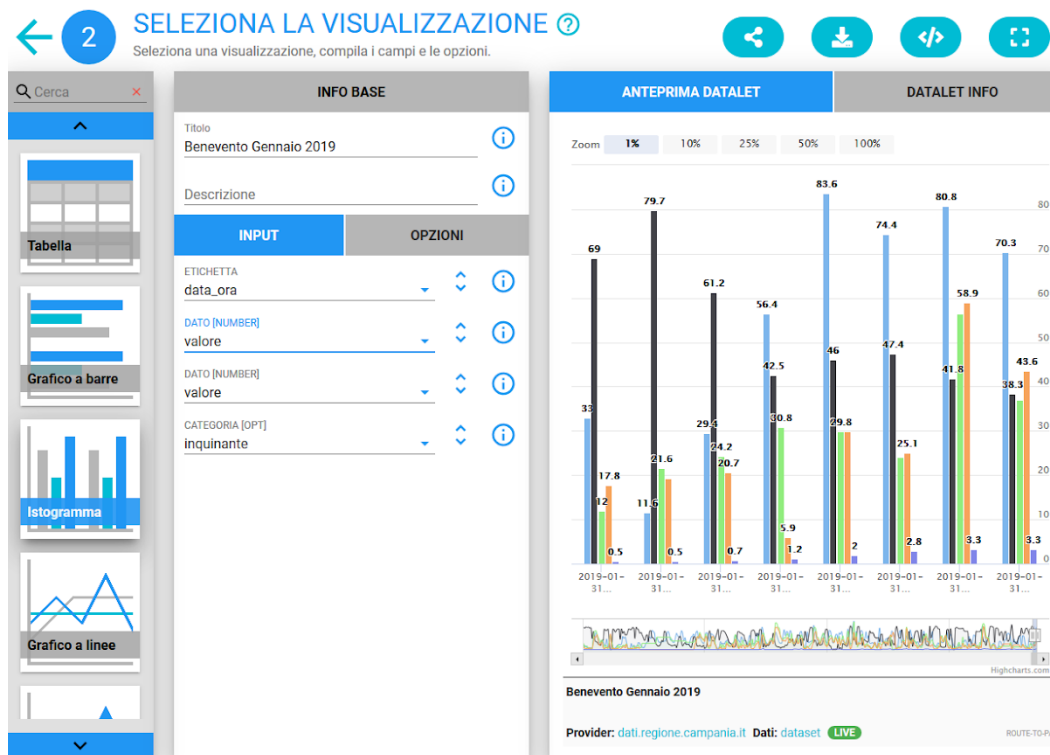 2
SELEZIONA LA VISUALIZZAZIONE
Seleziona una visualizzazione, compila i campi e le opzioni.
Cerca
Tabella
Grafico a barre
Istogramma
Grafico a linee
INFO BASE
Titolo
Benevento Gennaio 2019
Descrizione
INPUT OPZIONI
ETICHETTA
data_ora
DATO [NUMBER]
valore
DATO [NUMBER]
valore
CATEGORIA [OPT]
inquinante
ANTEPRIMA DATALET DATALET INFO
Zoom 1% 10% 25% 50% 100%
33 69 12 17.8 0.5
11.6 79.7 21.6 0.5
29.4 61.2 24.2 20.7 0.7
56.4 42.5 30.8 5.9 1.2
83.6 46 29.8 2
74.4 47.4 25.1 2.8
80.8 41.8 58.9 3.3
70.3 38.3 43.6 3.3
80
70
60
50
40
30
20
10
0
2019-01- 2019-01- 2019-01- 2019-01- 2019-01- 2019-01- 2019-01- 2019-01-
31... 31... 31... 31... 31... 31... 31... 31...
Highcharts.com
Benevento Gennaio 2019
Provider: dati.regione.campania.it Dati: dataset LIVE
ROUTE-TO-PA